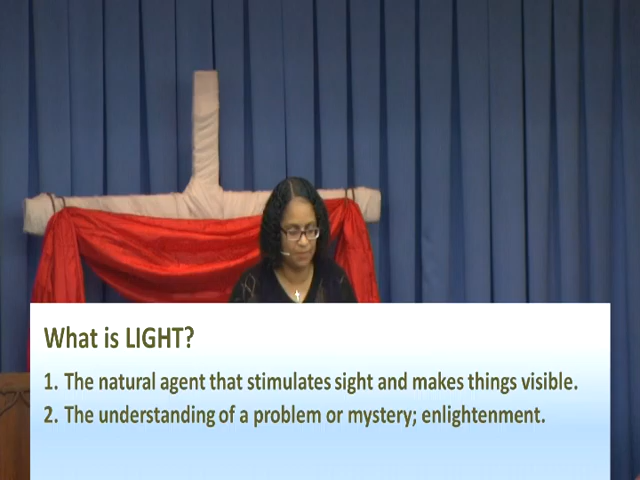 What is LIGHT?
1. The natural agent that stimulates sight and makes things visible.
2. The understanding of a problem or mystery; enlightenment.